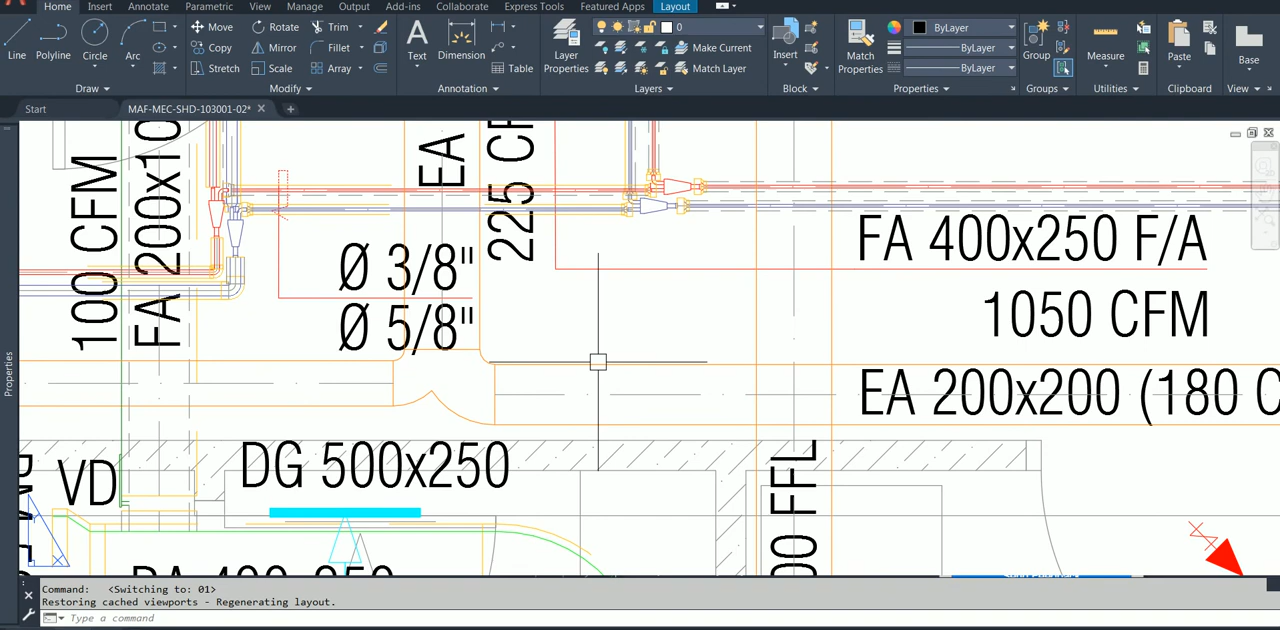 Home Insert Annotate Parametric View Manage Output Add-ins Collaborate Express Tools Featured Apps Layout
Line Polyline Circle Arc
Move Rotate Trim
Copy Mirror Fillet
Stretch Scale Array
Text Dimension Table
Layer Properties
0
Make Current
Match Layer
Insert
Match Properties
ByLayer
ByLayer
ByLayer
Group
Measure
Paste
Base
Draw Modify Annotation Layers Block Properties Groups Utilities Clipboard View
Start MAF-MEC-SHD-103001-02*
Properties
100 CFM
FA 200x10
EA
225 CF
Ø 3/8"
Ø 5/8"
FA 400x250 F/A
1050 CFM
EA 200x200 (180 C
DG 500x250
VD
00 FFL
Command: <Switching to: 01>
Restoring cached viewports - Regenerating layout.
Type a command